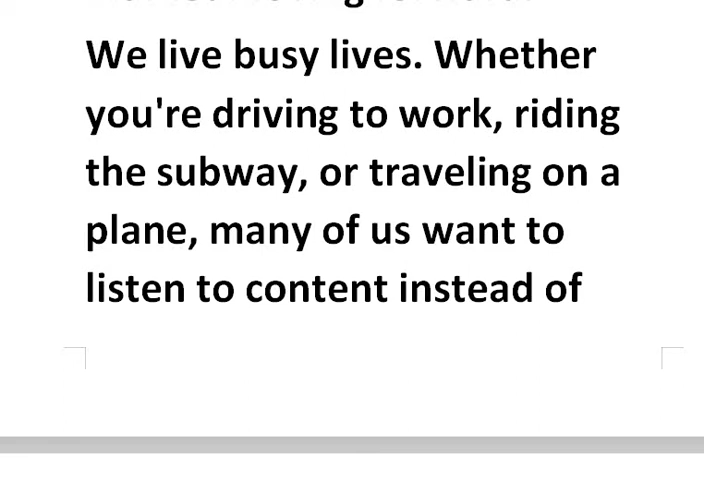 We live busy lives. Whether
you're driving to work, riding
the subway, or traveling on a
plane, many of us want to
listen to content instead of